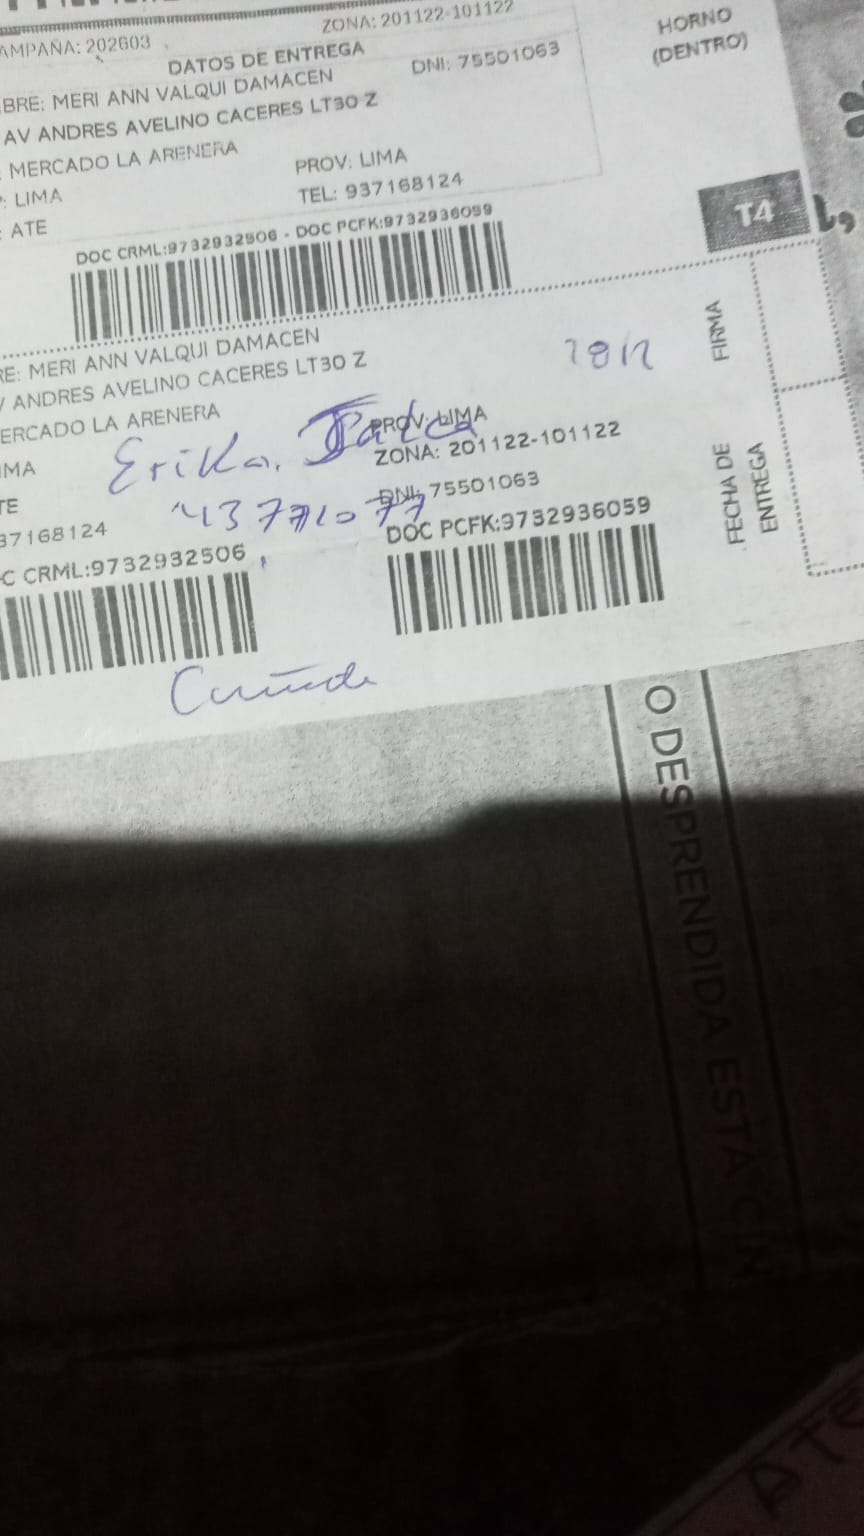 ZONA: 201122-101122
AMPAÑA: 202603
DATOS DE ENTREGA
HORNO
(DENTRO)
BRE: MERI ANN VALQUI DAMACEN
DNI: 75501063
AV ANDRES AVELINO CACERES LT30 Z
: MERCADO LA ARENERA
PROV: LIMA
: LIMA
TEL: 937168124
: ATE
DOC CRML:9732932506 - DOC PCFK:9732936059
T4
RE: MERI ANN VALQUI DAMACEN
/ ANDRES AVELINO CACERES LT30 Z
ERCADO LA ARENERA
PROV: LIMA
IMA
Erika.
ZONA: 201122-101122
TE
DNI: 75501063
37168124
DOC PCFK:9732936059
C CRML:9732932506
FIRMA
FECHA DE
ENTREGA
Cuñada
O DESPRENDIDA ESTA CIN
Ate